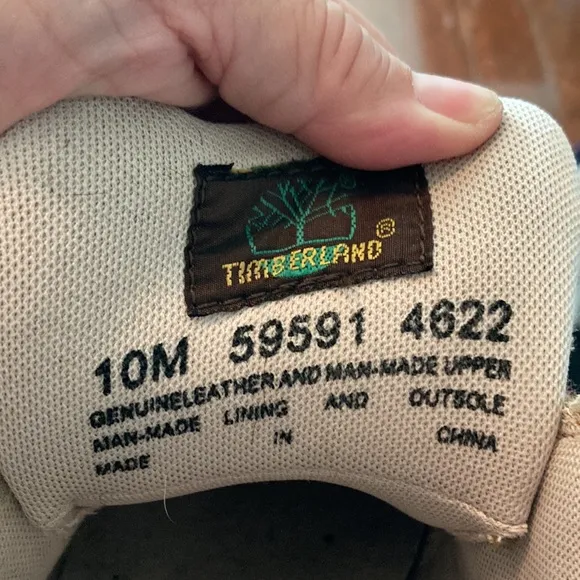 TIMBERLAND ®
10M 59591 4622
GENUINELEATHER AND MAN-MADE UPPER
MAN-MADE LINING AND OUTSOLE
MADE IN CHINA